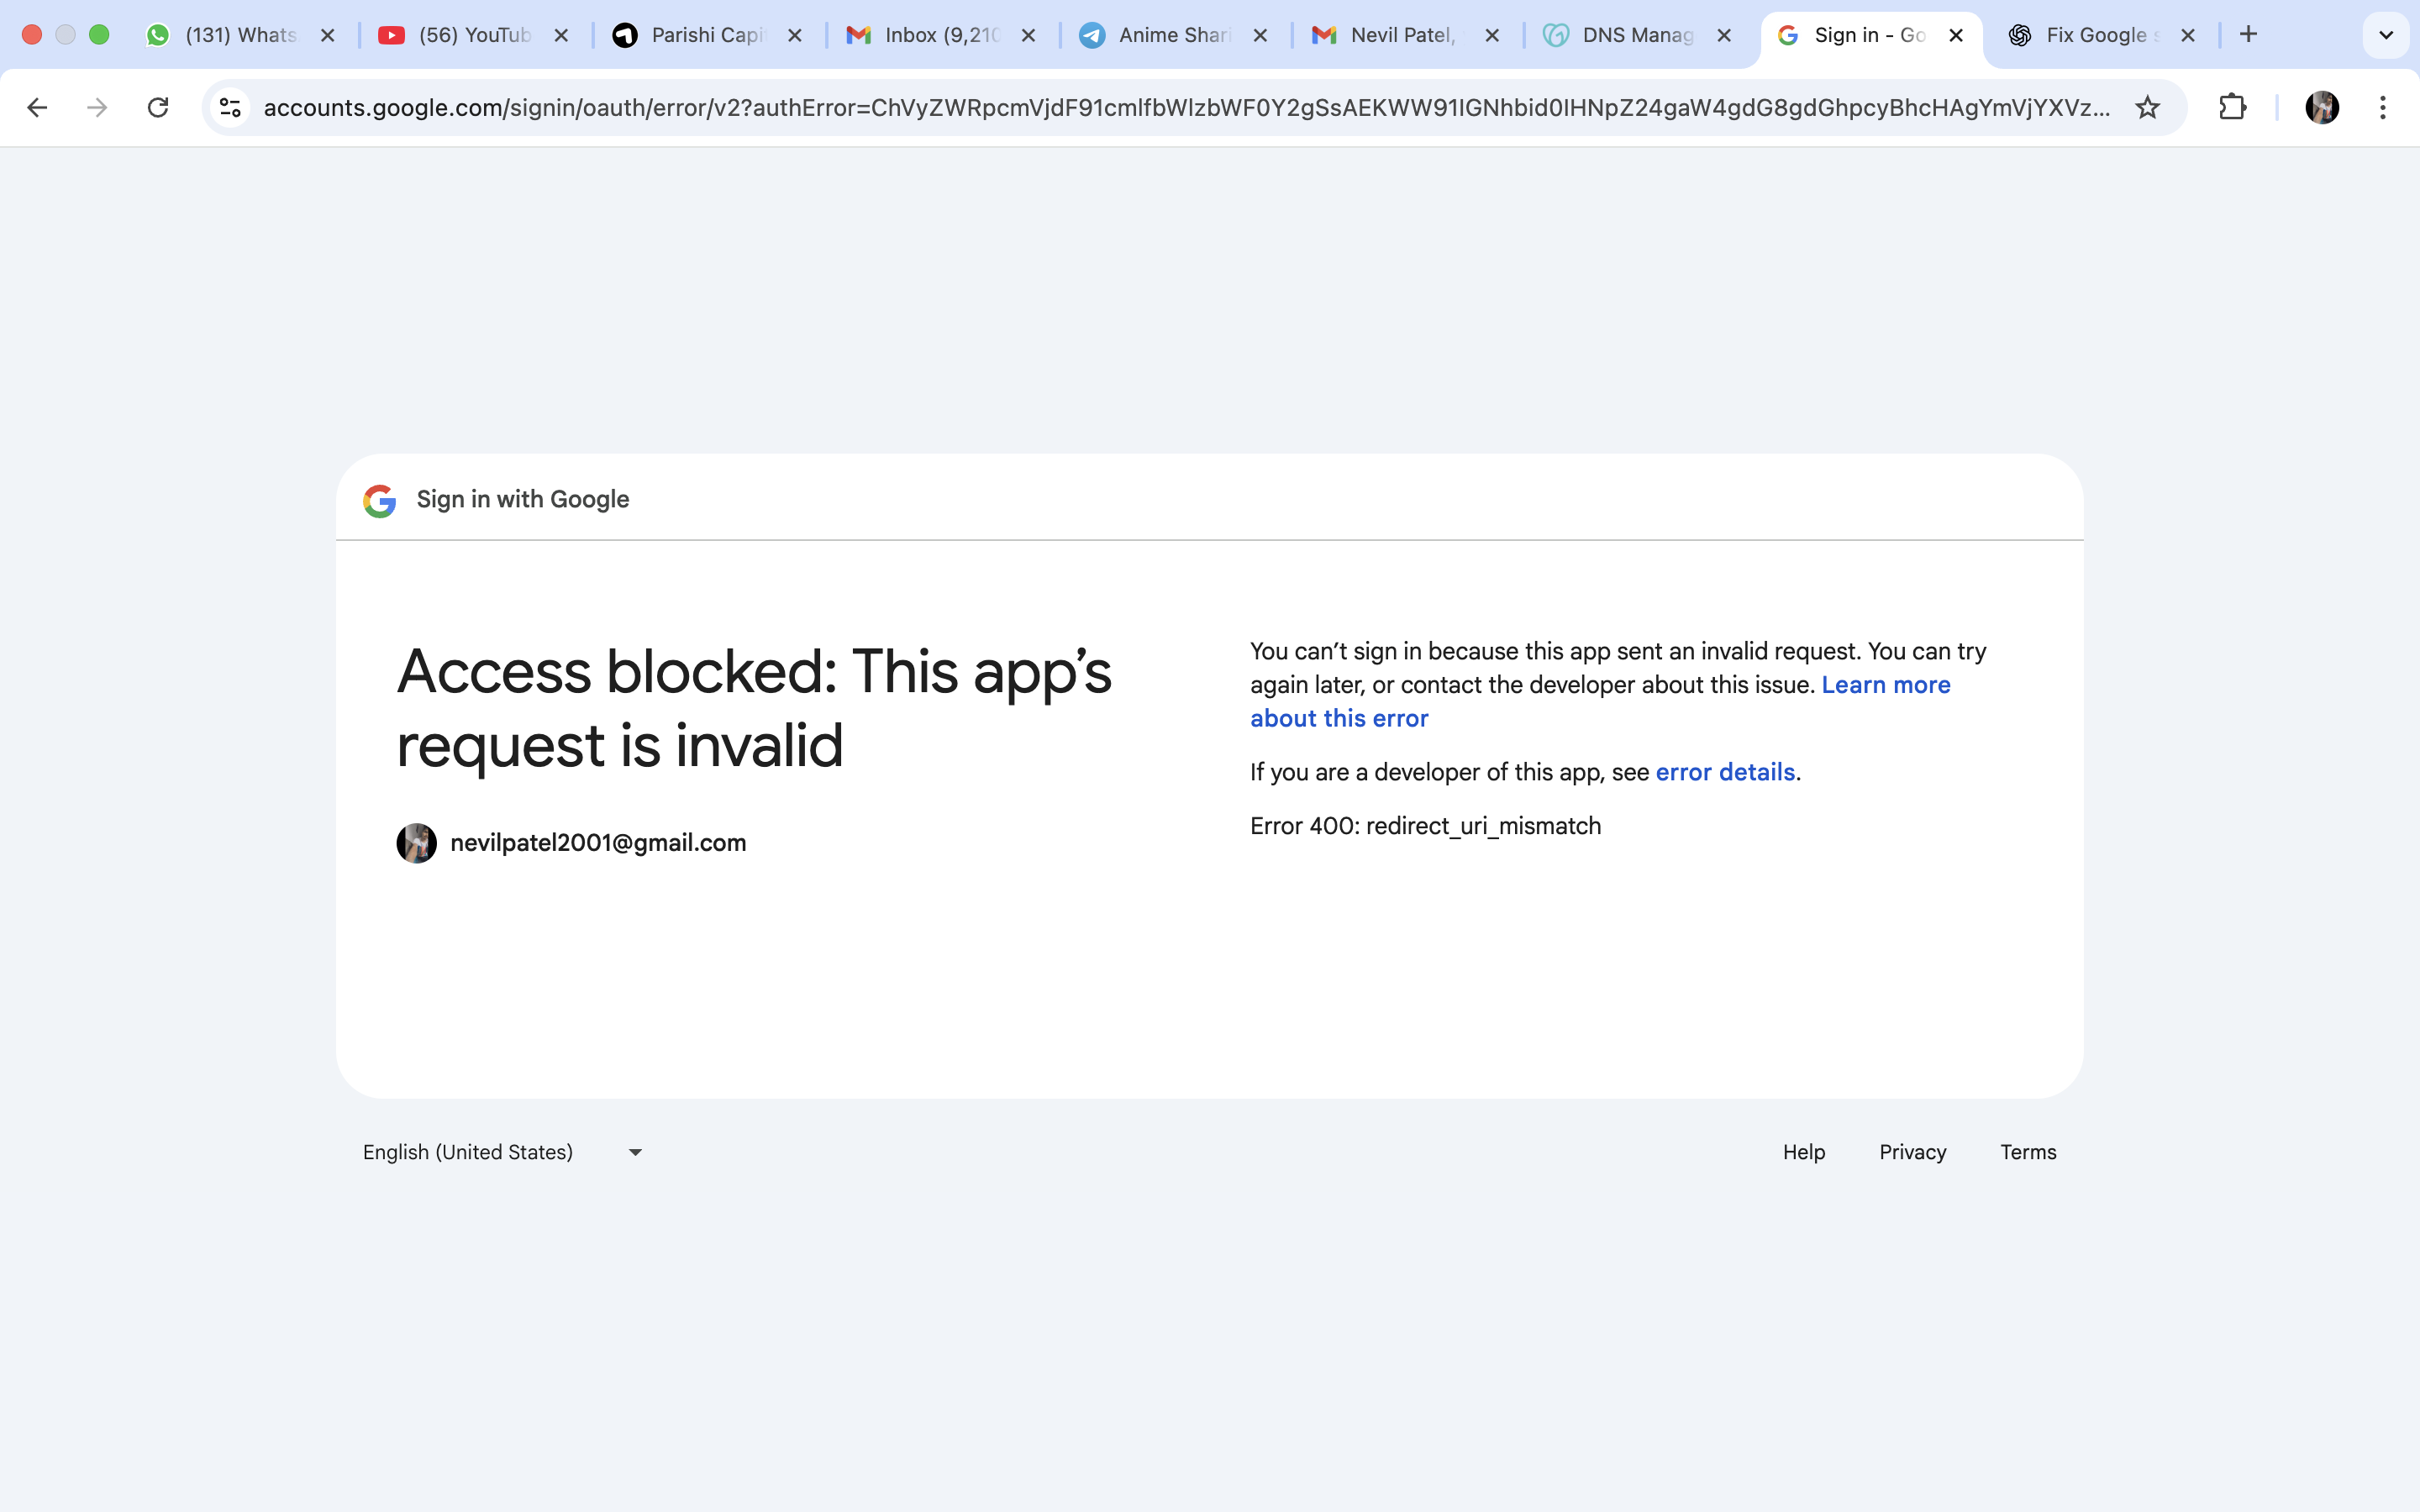 (131) Whats
(56) YouTub
Parishi Capi
Inbox (9,210
Anime Shari
Nevil Patel,
DNS Manag
Sign in - Go
Fix Google s
accounts.google.com/signin/oauth/error/v2?authError=ChVyZWRpcmVjdF91cmlfbWlzbWF0Y2gSsAEKWW91IGNhbid0IHNpZ24gaW4gdG8gdGhpcyBhcHAgYmVjYXVz...
Sign in with Google
Access blocked: This app’s
request is invalid
nevilpatel2001@gmail.com
You can’t sign in because this app sent an invalid request. You can try
again later, or contact the developer about this issue. Learn more
about this error
If you are a developer of this app, see error details.
Error 400: redirect_uri_mismatch
English (United States)
Help
Privacy
Terms